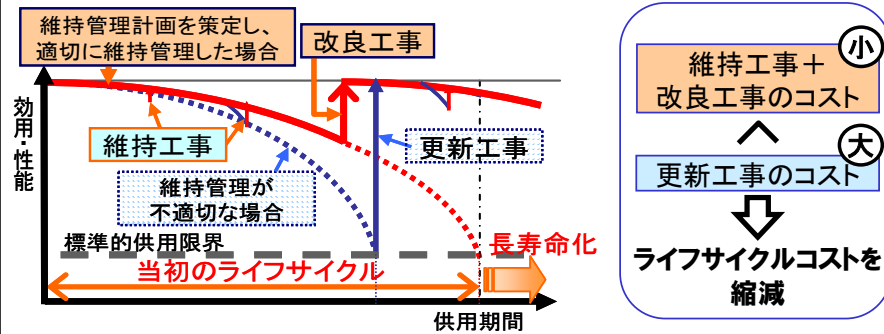 維持管理計画を策定し、
適切に維持管理した場合
改良工事
効用・性能
維持工事
更新工事
維持管理が
不適切な場合
標準的供用限界
長寿命化
当初のライフサイクル
供用期間
小
維持工事＋
改良工事のコスト
＜
大
更新工事のコスト
ライフサイクルコストを
縮減